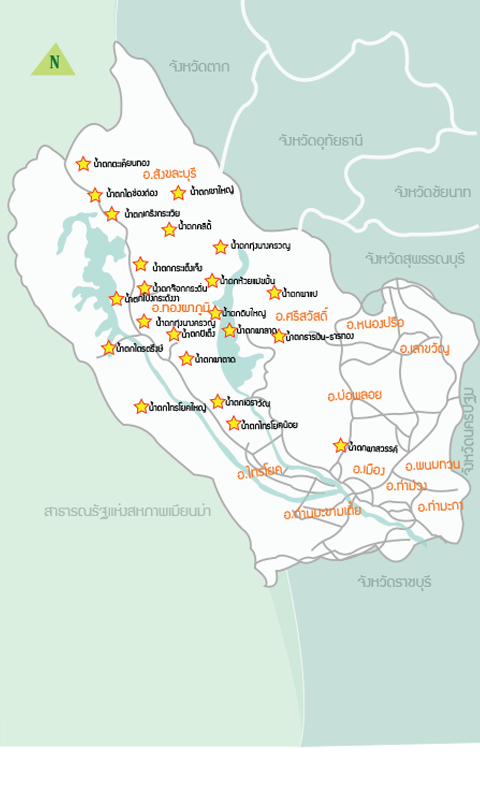 N
จังหวัดตาก
จังหวัดอุทัยธานี
จังหวัดชัยนาท
จังหวัดสุพรรณบุรี
น้ำตกตะเคียนทอง
อ.สังขละบุรี
น้ำตกไดช่องถ่อง
น้ำตกเขาใหญ่
น้ำตกเกริงกระเวีย
น้ำตกคลิตี้
น้ำตกทุ่งนางครวญ
น้ำตกกระเต็งเจ็ง
น้ำตกห้วยแม่ขมิ้น
น้ำตกจ๊อกกระดิ่น
น้ำตกผาแป
น้ำตกแป่งกระดังงา
อ.ทองผาภูมิ
น้ำตกดิบใหญ่
อ.ศรีสวัสดิ์
อ.หนองปรือ
น้ำตกทุ่งนางครวญ
น้ำตกผาลาด
น้ำตกปิเต็ง
น้ำตกธารเงิน-ธารทอง
น้ำตกไดรตรึงษ์
อ.เลาขวัญ
น้ำตกผาตาด
อ.บ่อพลอย
น้ำตกไทรโยคใหญ่
น้ำตกเอราวัณ
น้ำตกไทรโยคน้อย
จังหวัดนครปฐม
น้ำตกผาสวรรค์
อ.ไทรโยค
อ.เมือง
อ.พนมทวน
อ.ท่าม่วง
อ.ท่ามะกา
อ.ด่านมะขามเตี้ย
สาธารณรัฐแห่งสหภาพเมียนม่า
จังหวัดราชบุรี